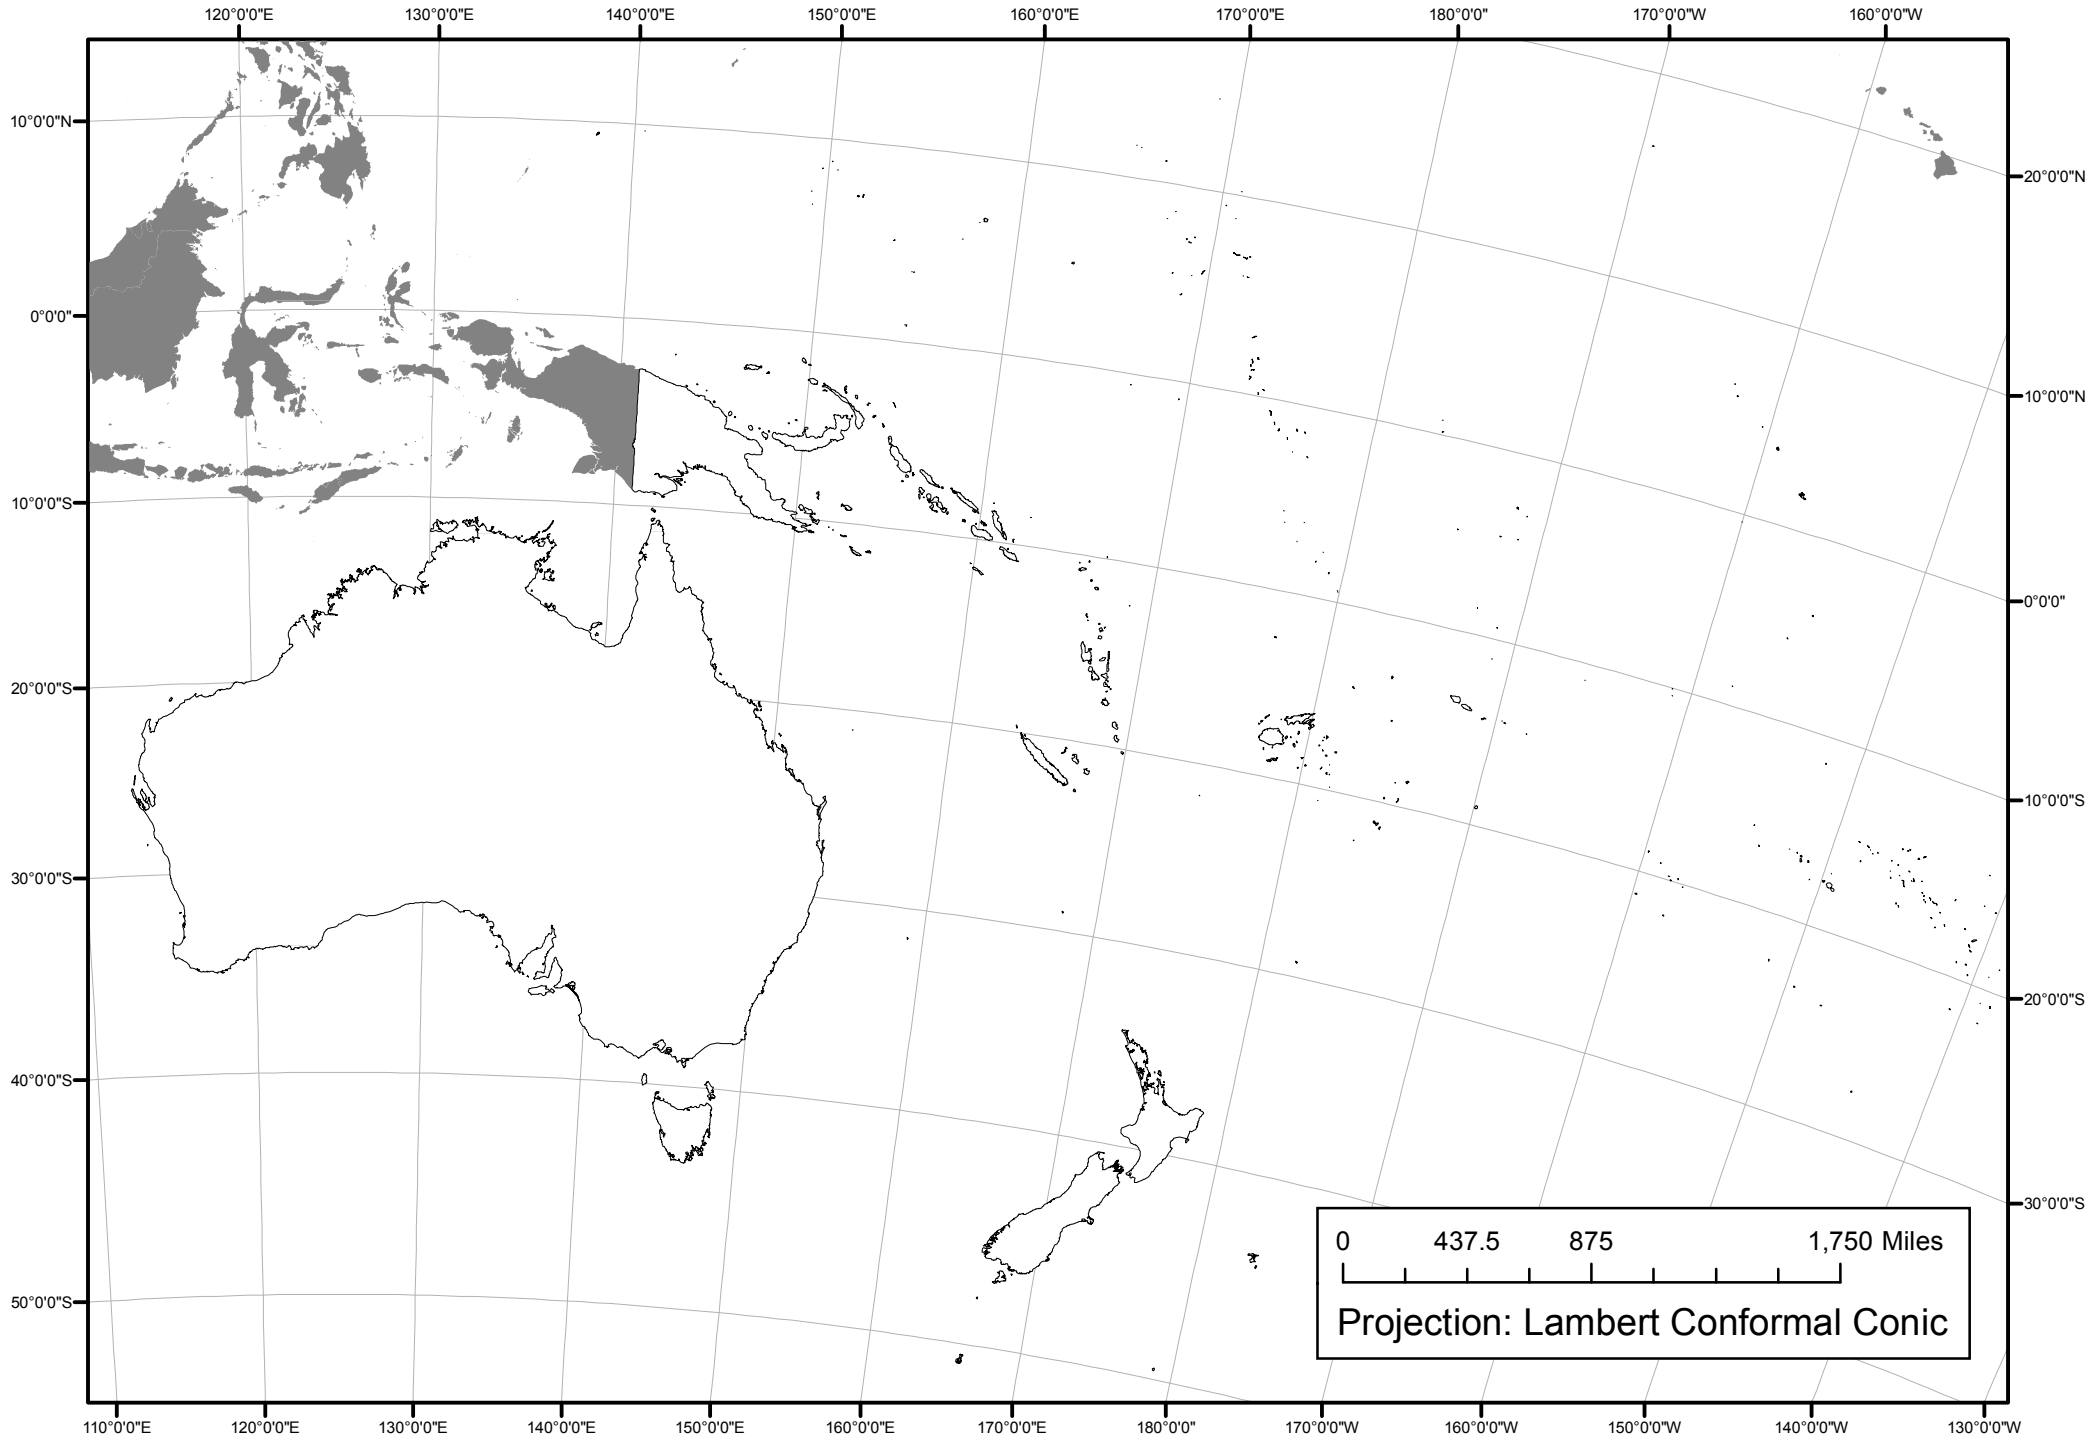 120°0'0"E 130°0'0"E 140°0'0"E 150°0'0"E 160°0'0"E 170°0'0"E 180°0'0" 170°0'0"W 160°0'0"W
10°0'0"N
20°0'0"N
0°0'0"
10°0'0"N
10°0'0"S
0°0'0"
20°0'0"S
10°0'0"S
30°0'0"S
20°0'0"S
40°0'0"S
30°0'0"S
0 437.5 875 1,750 Miles
50°0'0"S
Projection: Lambert Conformal Conic
110°0'0"E 120°0'0"E 130°0'0"E 140°0'0"E 150°0'0"E 160°0'0"E 170°0'0"E 180°0'0" 170°0'0"W 160°0'0"W 150°0'0"W 140°0'0"W 130°0'0"W